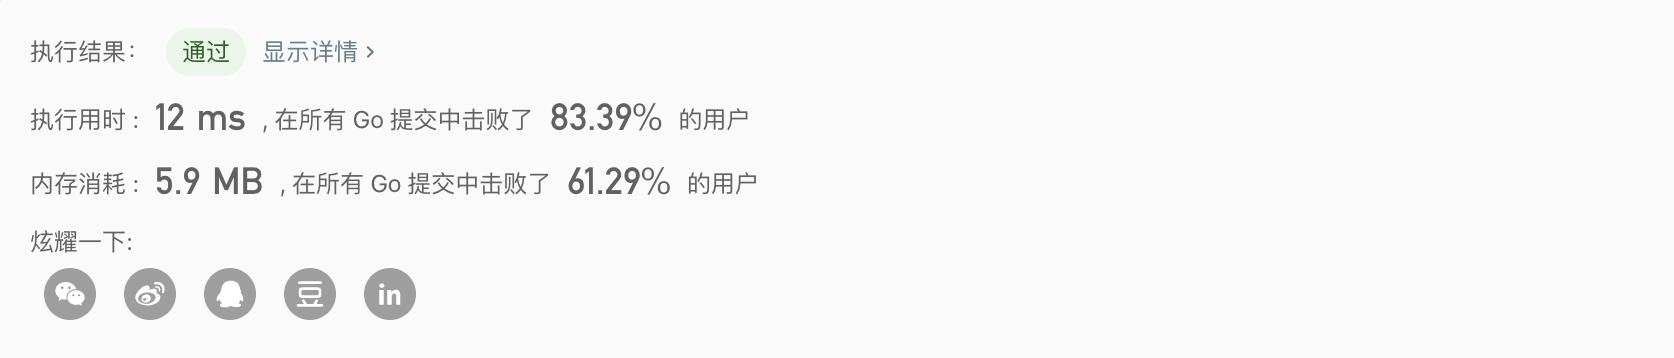 执行结果： 通过 显示详情 ›
执行用时 : 12 ms , 在所有 Go 提交中击败了 83.39% 的用户
内存消耗 : 5.9 MB , 在所有 Go 提交中击败了 61.29% 的用户
炫耀一下:
豆 in